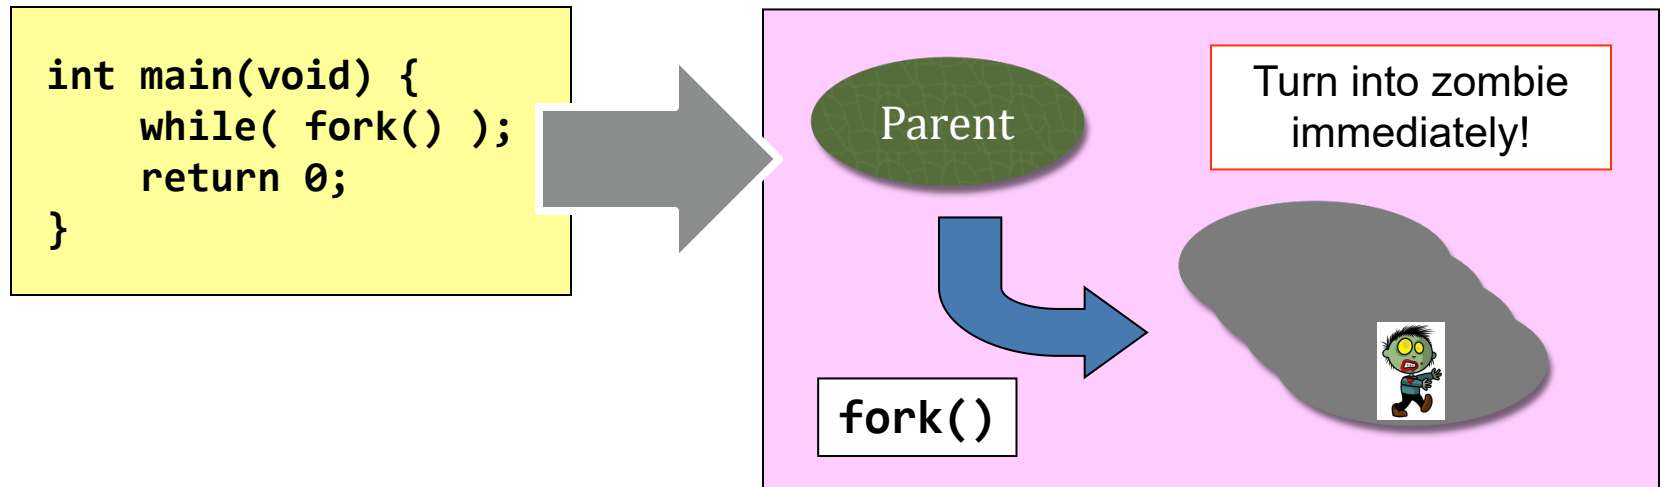 int main(void) {
    while( fork() );
    return 0;
}
Parent
Turn into zombie
immediately!
fork()